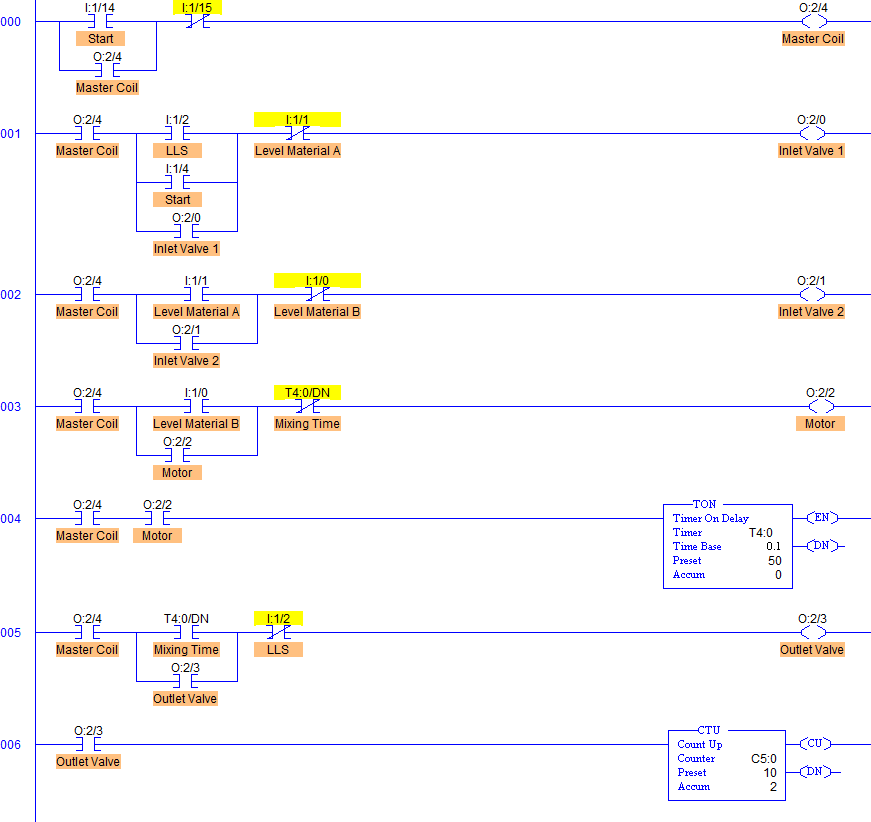 I:1/14 I:1/15 O:2/4
000
Start Master Coil
O:2/4
Master Coil
O:2/4 I:1/2 I:1/1 O:2/0
001
Master Coil LLS Level Material A Inlet Valve 1
I:1/4
Start
O:2/0
Inlet Valve 1
O:2/4 I:1/1 I:1/0 O:2/1
002
Master Coil Level Material A Level Material B Inlet Valve 2
O:2/1
Inlet Valve 2
O:2/4 I:1/0 T4:0/DN O:2/2
003
Master Coil Level Material B Mixing Time Motor
O:2/2
Motor
O:2/4 O:2/2 TON
004 Timer On Delay EN
Master Coil Motor Timer T4:0
Time Base 0.1 DN
Preset 50
Accum 0
O:2/4 T4:0/DN I:1/2 O:2/3
005
Master Coil Mixing Time LLS Outlet Valve
O:2/3
Outlet Valve
O:2/3 CTU
006 Count Up CU
Outlet Valve Counter C5:0
Preset 10 DN
Accum 2